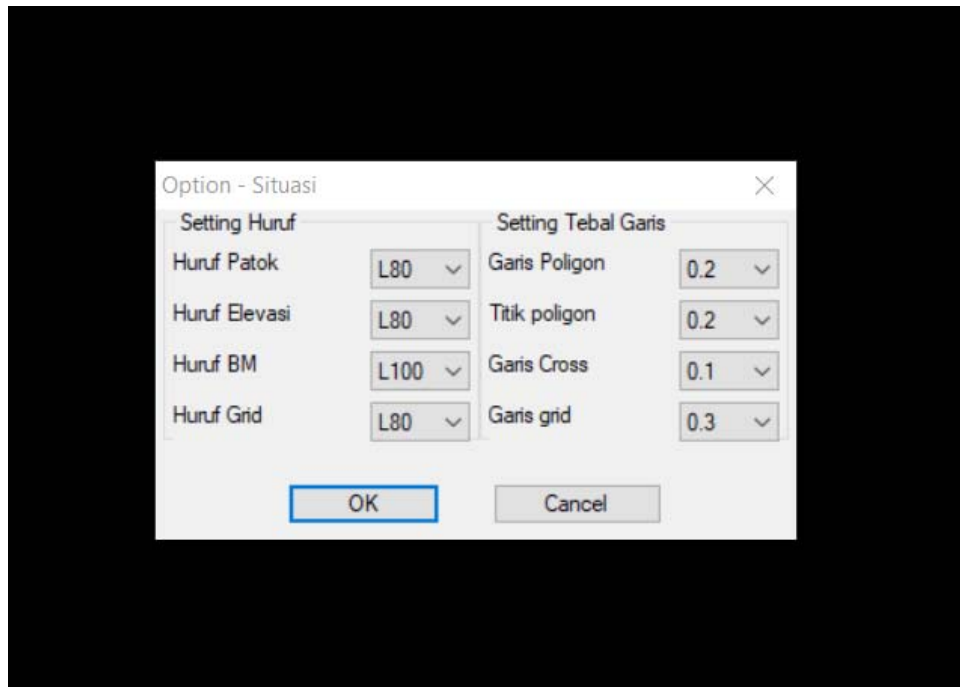 Option - Situasi
Setting Huruf
Huruf Patok L80
Huruf Elevasi L80
Huruf BM L100
Huruf Grid L80
Setting Tebal Garis
Garis Poligon 0.2
Titik poligon 0.2
Garis Cross 0.1
Garis grid 0.3
OK Cancel